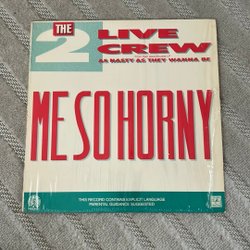 THE
2 LIVE
CREW
AS NASTY AS THEY WANNA BE
ME SO HORNY
THIS RECORD CONTAINS EXPLICIT LANGUAGE
PARENTAL GUIDANCE SUGGESTED